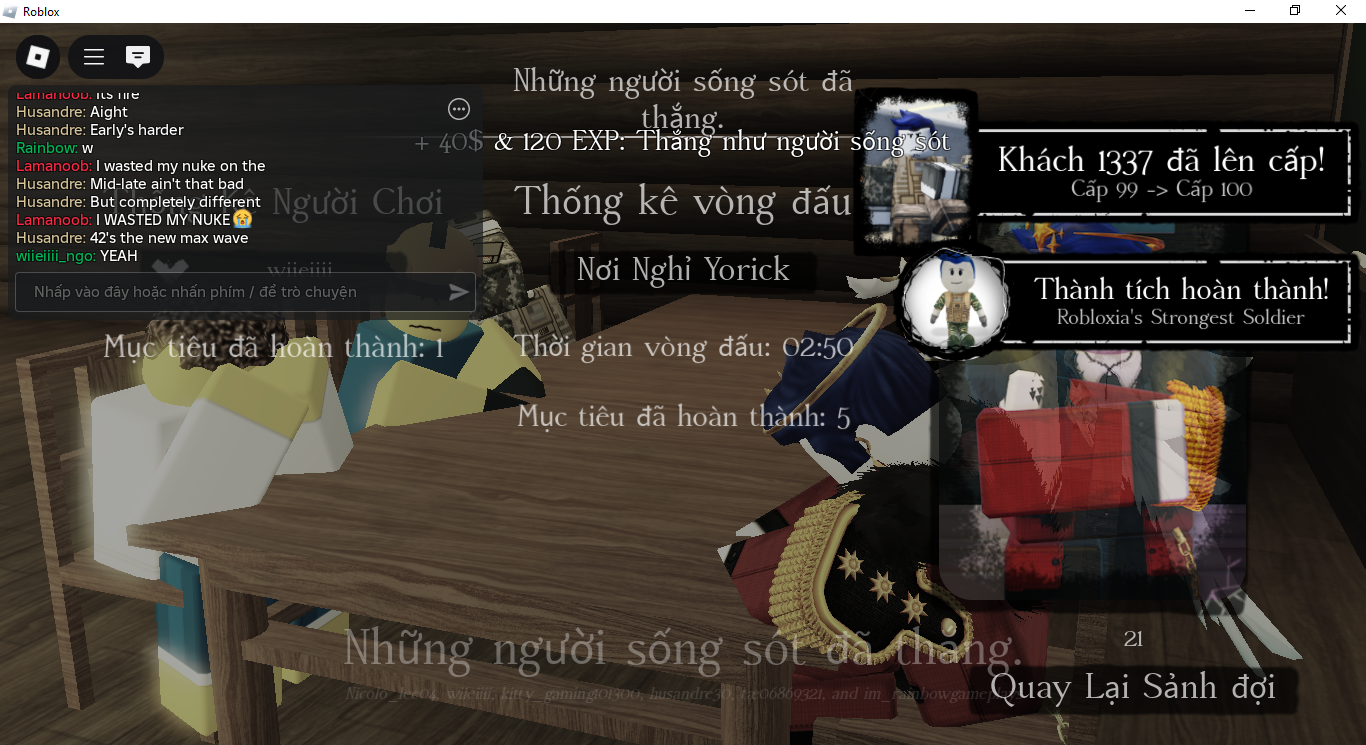 Roblox
Lamanoob: Its fire
Husandre: Aight
Husandre: Early's harder
Rainbow: w
Lamanoob: I wasted my nuke on the
Husandre: Mid-late ain't that bad
Husandre: But completely different
Lamanoob: I WASTED MY NUKE😭
Husandre: 42's the new max wave
wiieiiii_ngo: YEAH
Nhấp vào đây hoặc nhấn phím / để trò chuyện
Những người sống sót đã
thắng.
+ 40$ & 120 EXP: Thắng như người sống sót
Kê Người Chơi
wiieiiii
Mục tiêu đã hoàn thành: 1
Thống kê vòng đấu
Nơi Nghỉ Yorick
Thời gian vòng đấu: 02:50
Mục tiêu đã hoàn thành: 5
Khách 1337 đã lên cấp!
Cấp 99 -> Cấp 100
Thành tích hoàn thành!
Robloxia's Strongest Soldier
Những người sống sót đã thắng.
wiieiiii, kitty_gaming101300, husandre30, and
21
Quay Lại Sảnh đợi